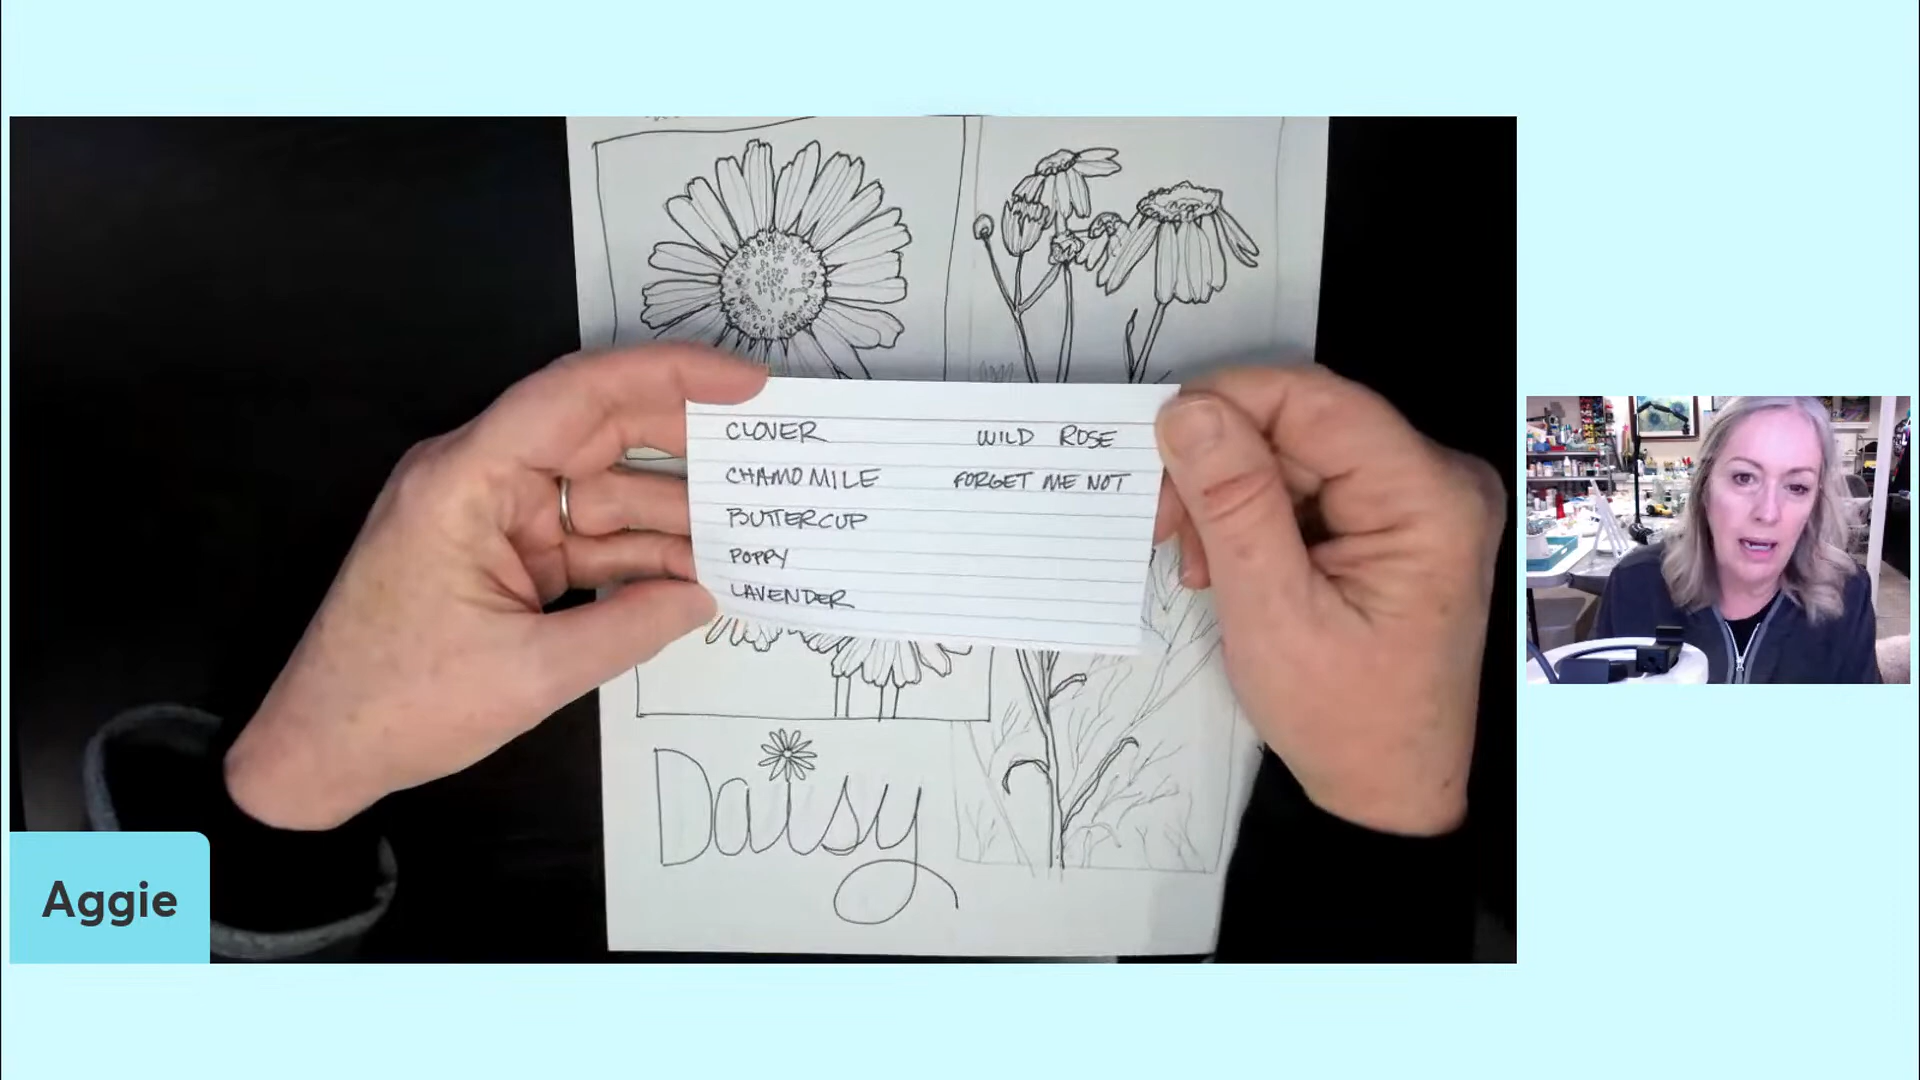 CLOVER WILD ROSE
CHAMOMILE FORGET ME NOT
BUTTERCUP
POPPY
LAVENDER
Daisy
Aggie